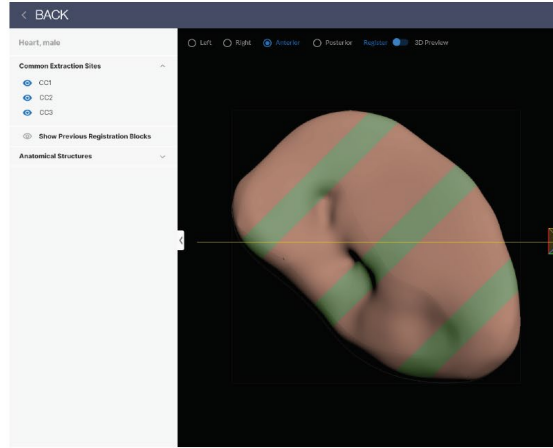 < BACK
Heart, male
Left Right Anterior Posterior Register 3D Preview
Common Extraction Sites
CC1
CC2
CC3
Show Previous Registration Blocks
Anatomical Structures